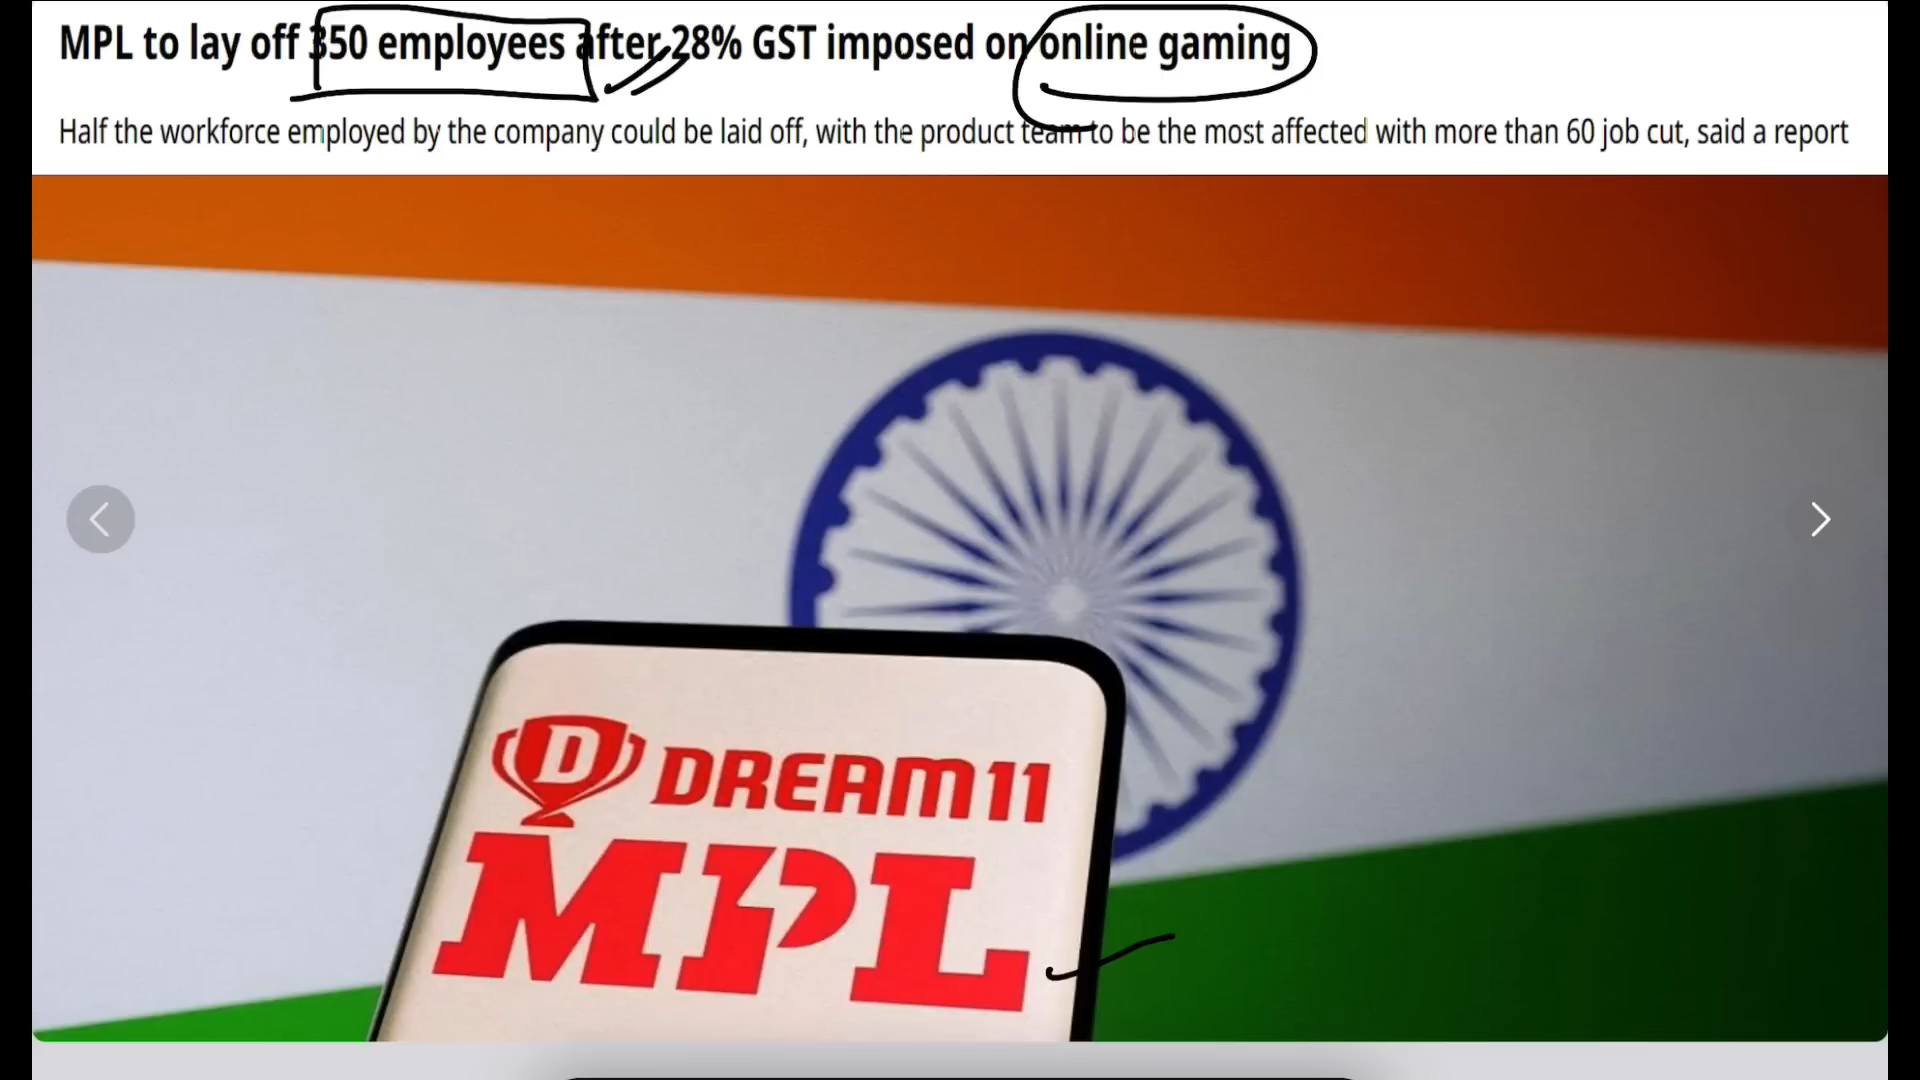 MPL to lay off 350 employees after 28% GST imposed on online gaming
Half the workforce employed by the company could be laid off, with the product team to be the most affected with more than 60 job cut, said a report
D DREAM11
MPL